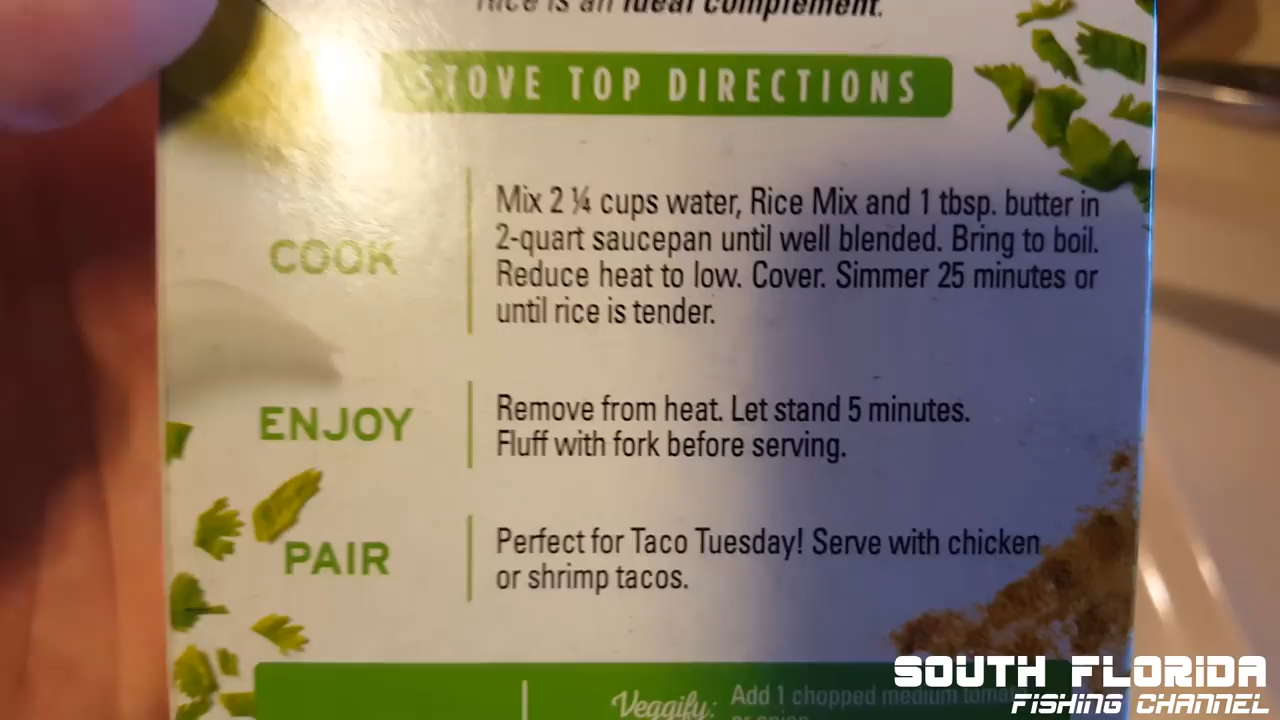 Rice is an ideal complement.
STOVE TOP DIRECTIONS
COOK
Mix 2 ¼ cups water, Rice Mix and 1 tbsp. butter in
2-quart saucepan until well blended. Bring to boil.
Reduce heat to low. Cover. Simmer 25 minutes or
until rice is tender.
ENJOY
Remove from heat. Let stand 5 minutes.
Fluff with fork before serving.
PAIR
Perfect for Taco Tuesday! Serve with chicken
or shrimp tacos.
Veggify: Add 1 chopped medium
SOUTH FLORIDA
FISHING CHANNEL